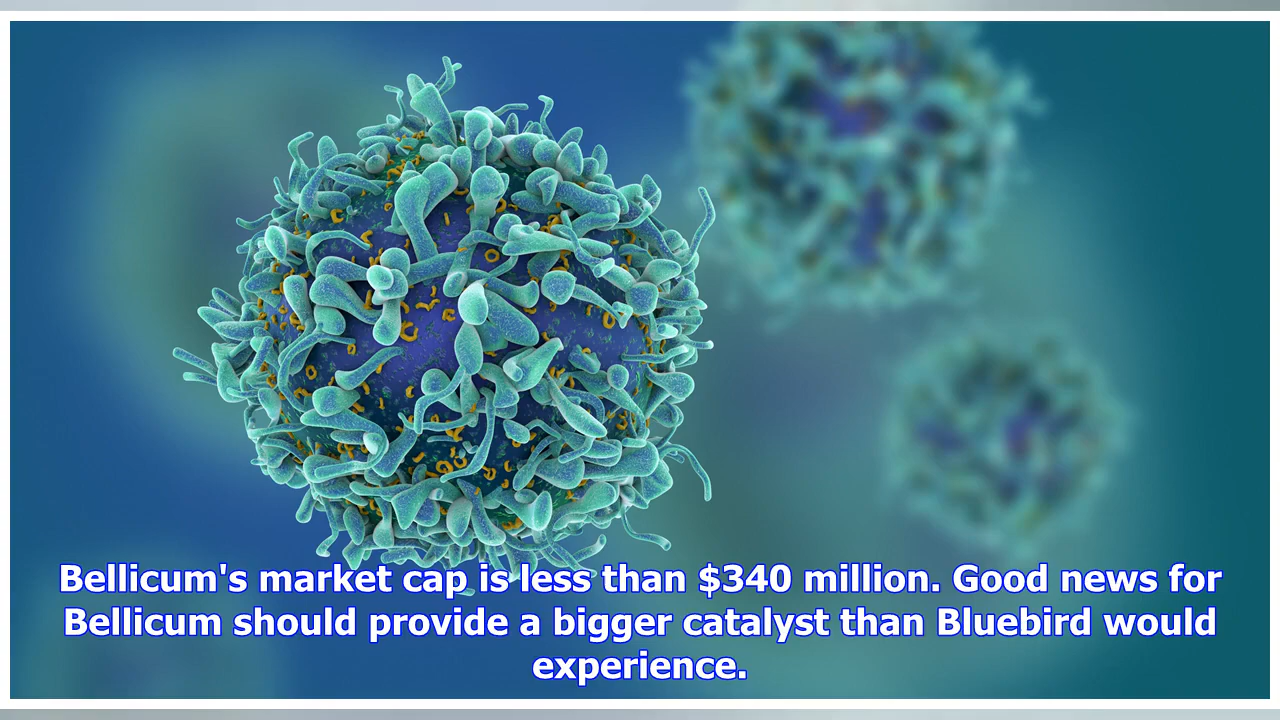 Bellicum's market cap is less than $340 million. Good news for
Bellicum should provide a bigger catalyst than Bluebird would
experience.